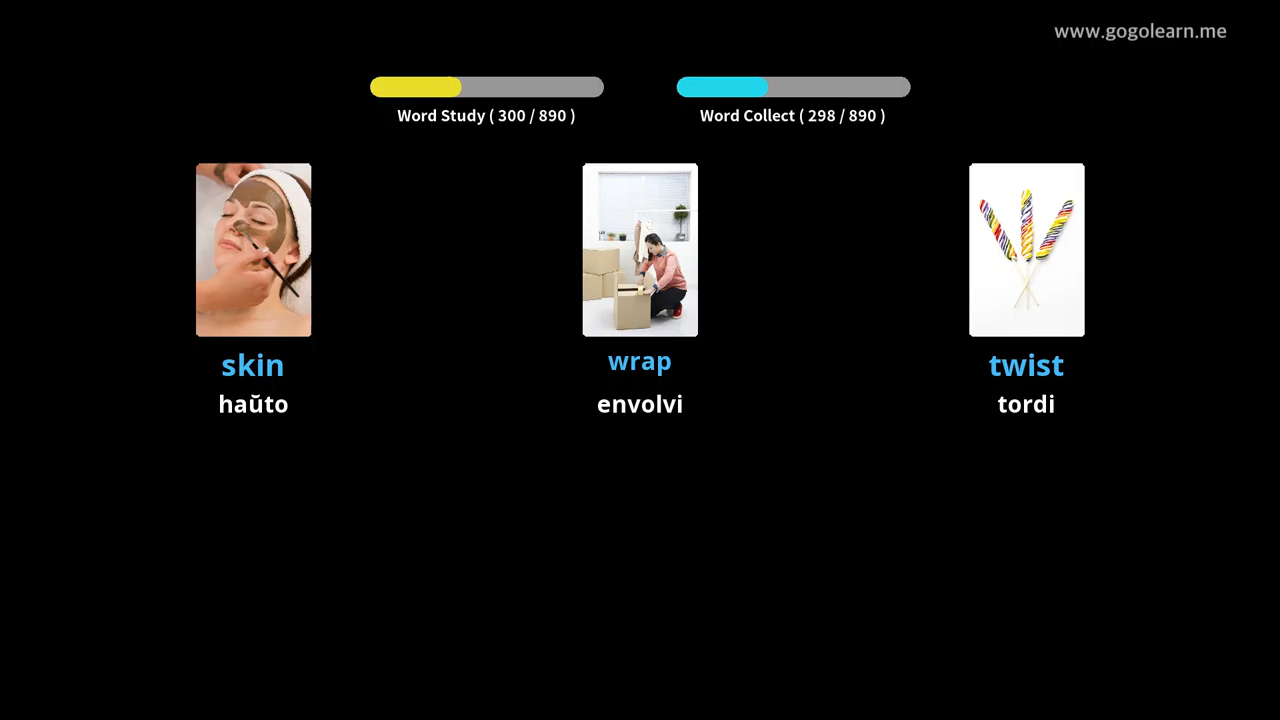 www.gogolearn.me
Word Study ( 300 / 890 )
Word Collect ( 298 / 890 )
skin
wrap
twist
haŭto
envolvi
tordi